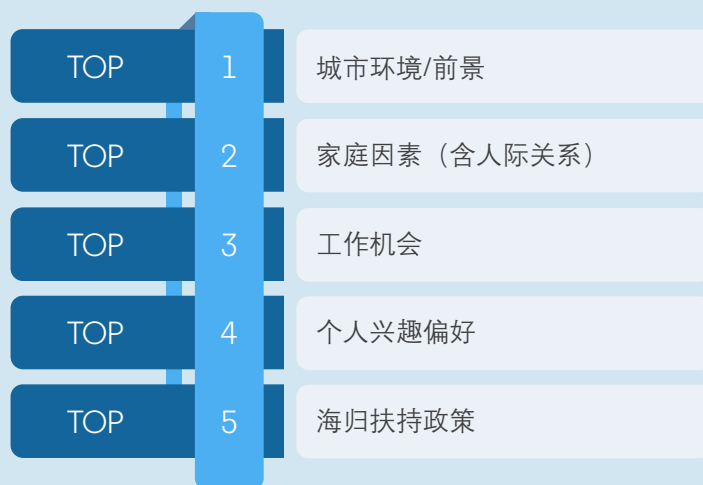 TOP 1 城市环境/前景
TOP 2 家庭因素（含人际关系）
TOP 3 工作机会
TOP 4 个人兴趣偏好
TOP 5 海归扶持政策